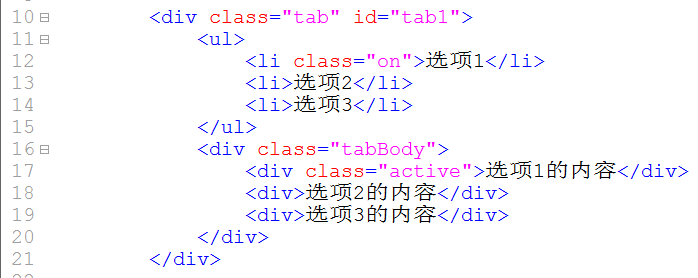 10 <div class="tab" id="tab1">
11 <ul>
12 <li class="on">选项1</li>
13 <li>选项2</li>
14 <li>选项3</li>
15 </ul>
16 <div class="tabBody">
17 <div class="active">选项1的内容</div>
18 <div>选项2的内容</div>
19 <div>选项3的内容</div>
20 </div>
21 </div>